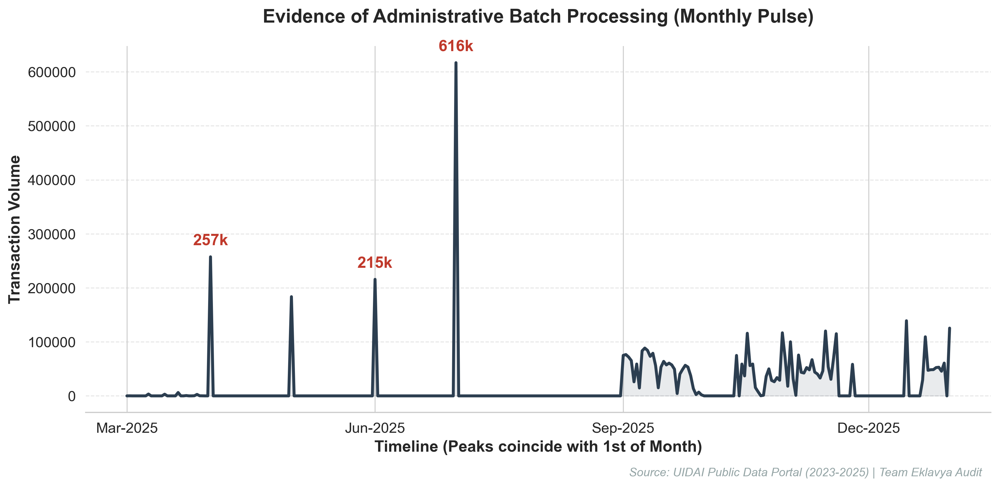 Evidence of Administrative Batch Processing (Monthly Pulse)
616k
600000
500000
400000
300000
257k
215k
200000
100000
0
Transaction Volume
Mar-2025
Jun-2025
Sep-2025
Dec-2025
Timeline (Peaks coincide with 1st of Month)
Source: UIDAI Public Data Portal (2023-2025) | Team Eklavya Audit